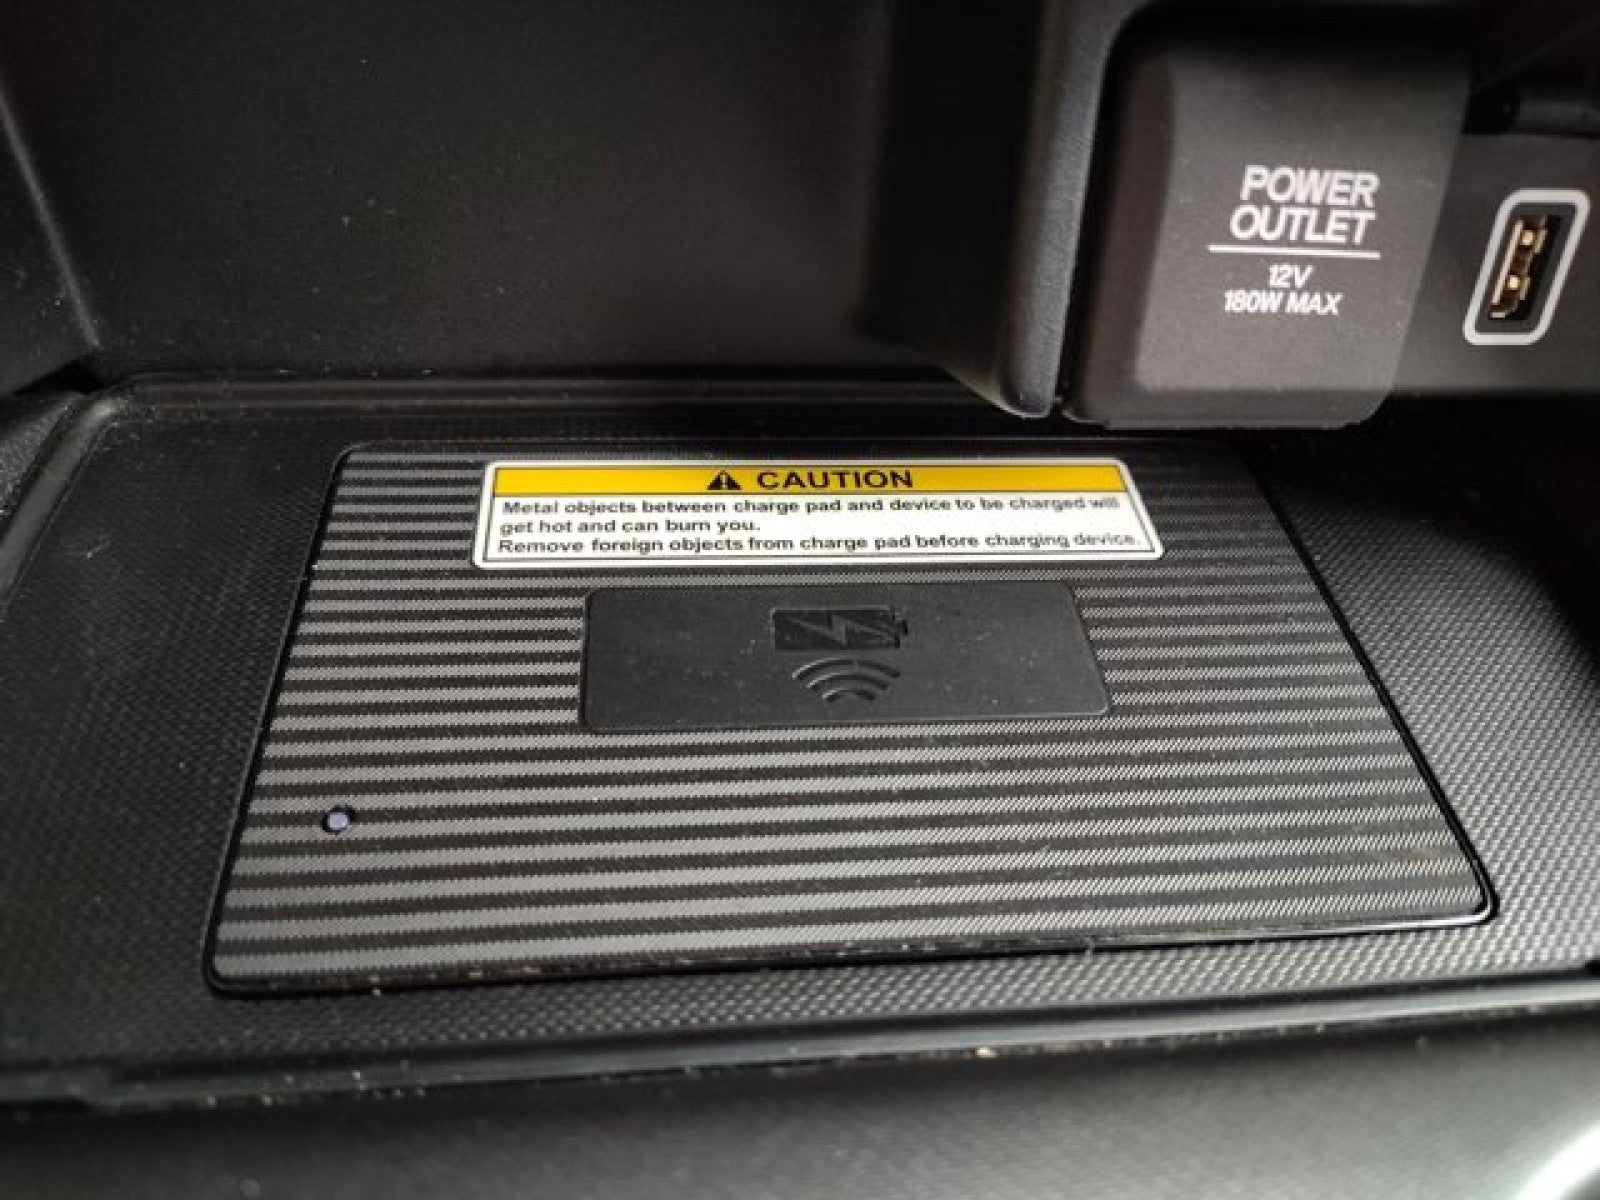 POWER
OUTLET
12V
180W MAX
CAUTION
Metal objects between charge pad and device to be charged will
get hot and can burn you.
Remove foreign objects from charge pad before charging device.